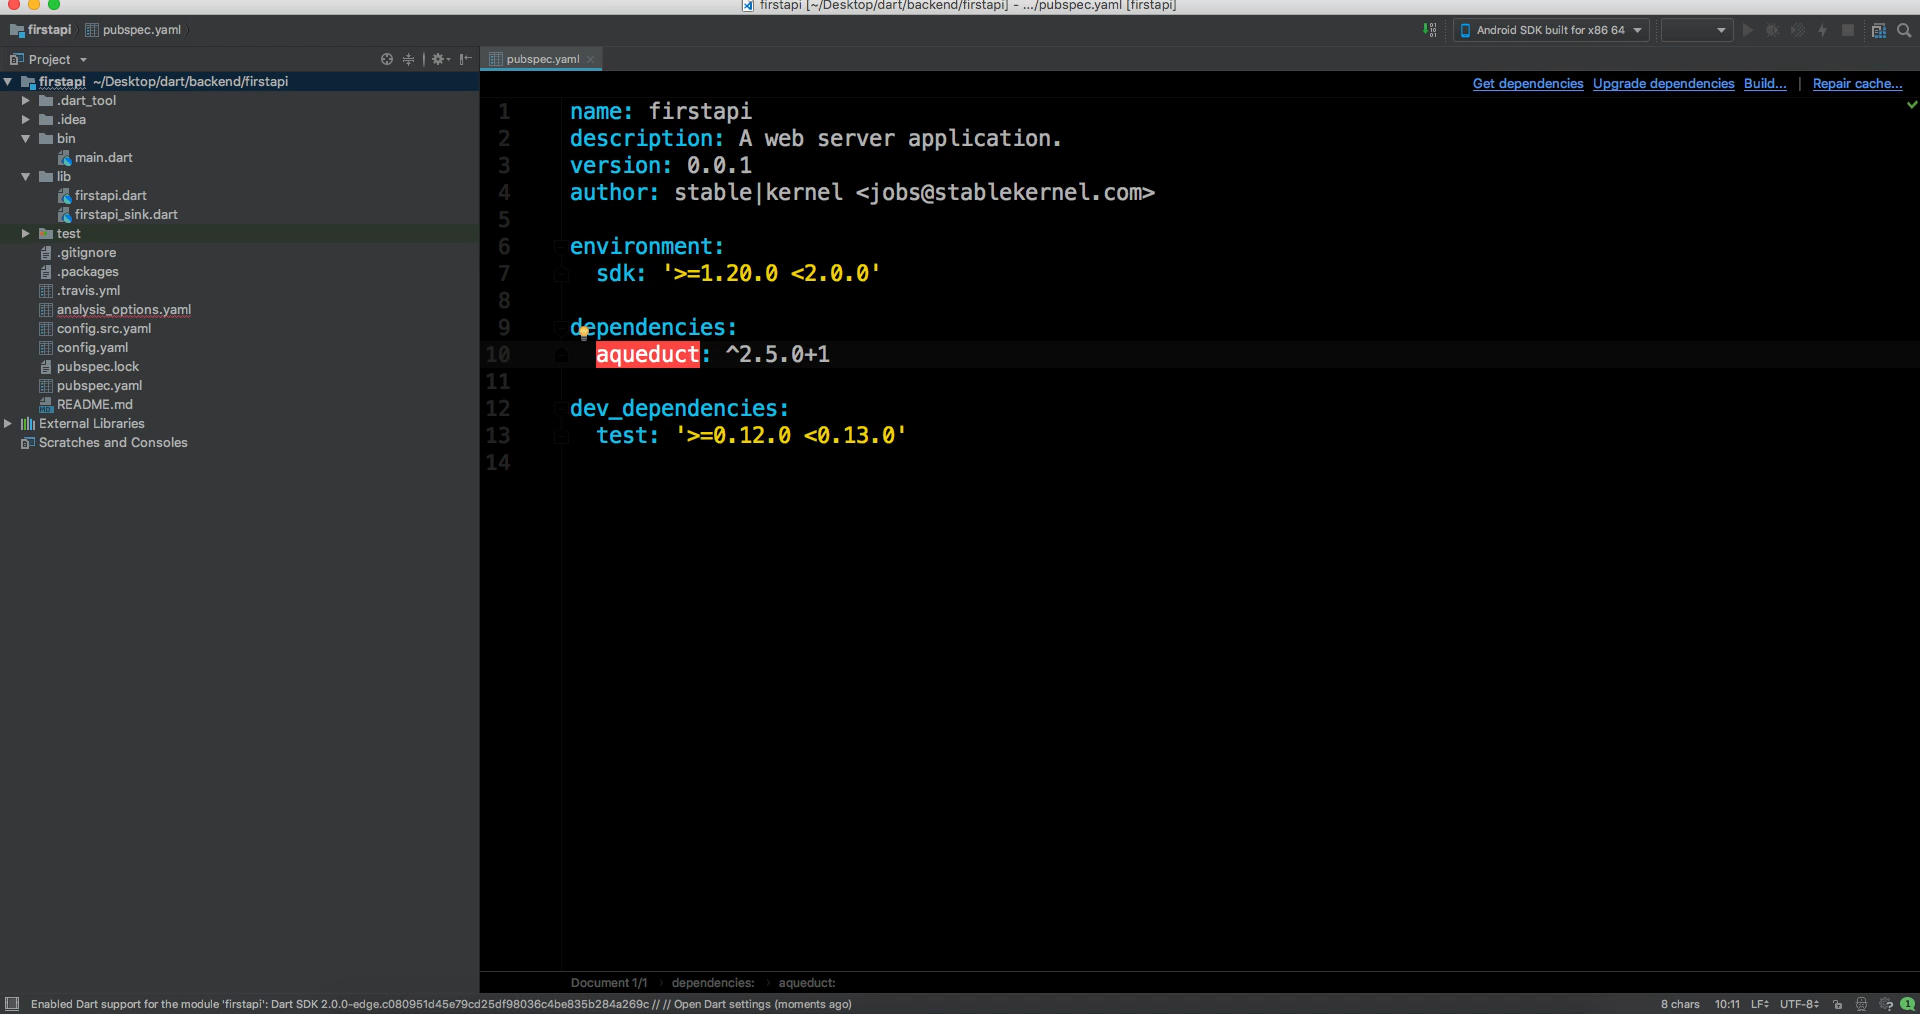 firstapi [~/Desktop/dart/backend/firstapi] - .../pubspec.yaml [firstapi]
firstapi pubspec.yaml Android SDK built for x86 64
Project pubspec.yaml
firstapi ~/Desktop/dart/backend/firstapi
.dart_tool
.idea
bin
main.dart
lib
firstapi.dart
firstapi_sink.dart
test
.gitignore
.packages
.travis.yml
analysis_options.yaml
config.src.yaml
config.yaml
pubspec.lock
pubspec.yaml
README.md
External Libraries
Scratches and Consoles
Get dependencies Upgrade dependencies Build... | Repair cache...
1 name: firstapi
2 description: A web server application.
3 version: 0.0.1
4 author: stable|kernel <jobs@stablekernel.com>
5
6 environment:
7 sdk: '>=1.20.0 <2.0.0'
8
9 dependencies:
10 aqueduct: ^2.5.0+1
11
12 dev_dependencies:
13 test: '>=0.12.0 <0.13.0'
14
Document 1/1 › dependencies: › aqueduct:
Enabled Dart support for the module 'firstapi': Dart SDK 2.0.0-edge.c080951d45e79cd25df98036c4be835b284a269c // // Open Dart settings (moments ago) 8 chars 10:11 LF÷ UTF-8÷ 1